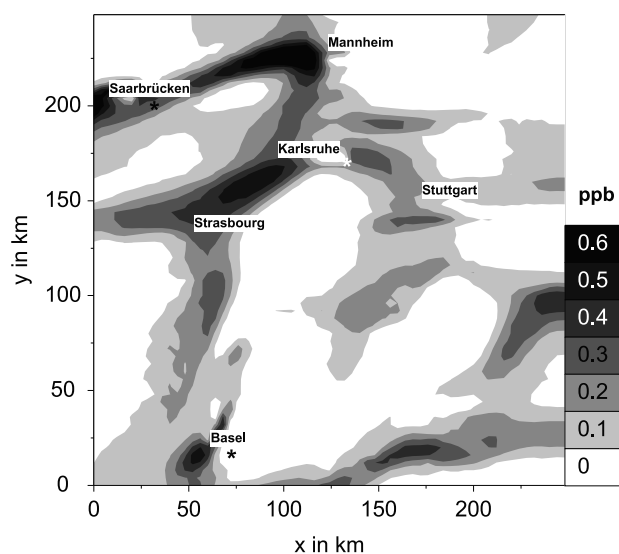 Mannheim
Saarbrücken
Karlsruhe
Stuttgart
Strasbourg
Basel
y in km
200
150
100
50
0
0
50
100
150
200
x in km
ppb
0.6
0.5
0.4
0.3
0.2
0.1
0